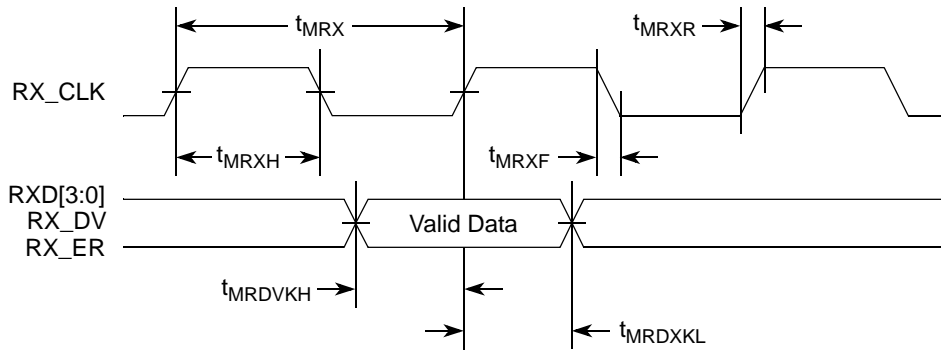 tMRX
tMRXR
RX_CLK
tMRXH
tMRXF
RXD[3:0]
RX_DV
Valid Data
RX_ER
tMRDVKH
tMRDXKL